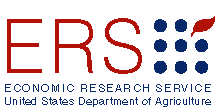 ERS
ECONOMIC RESEARCH SERVICE
United States Department of Agriculture